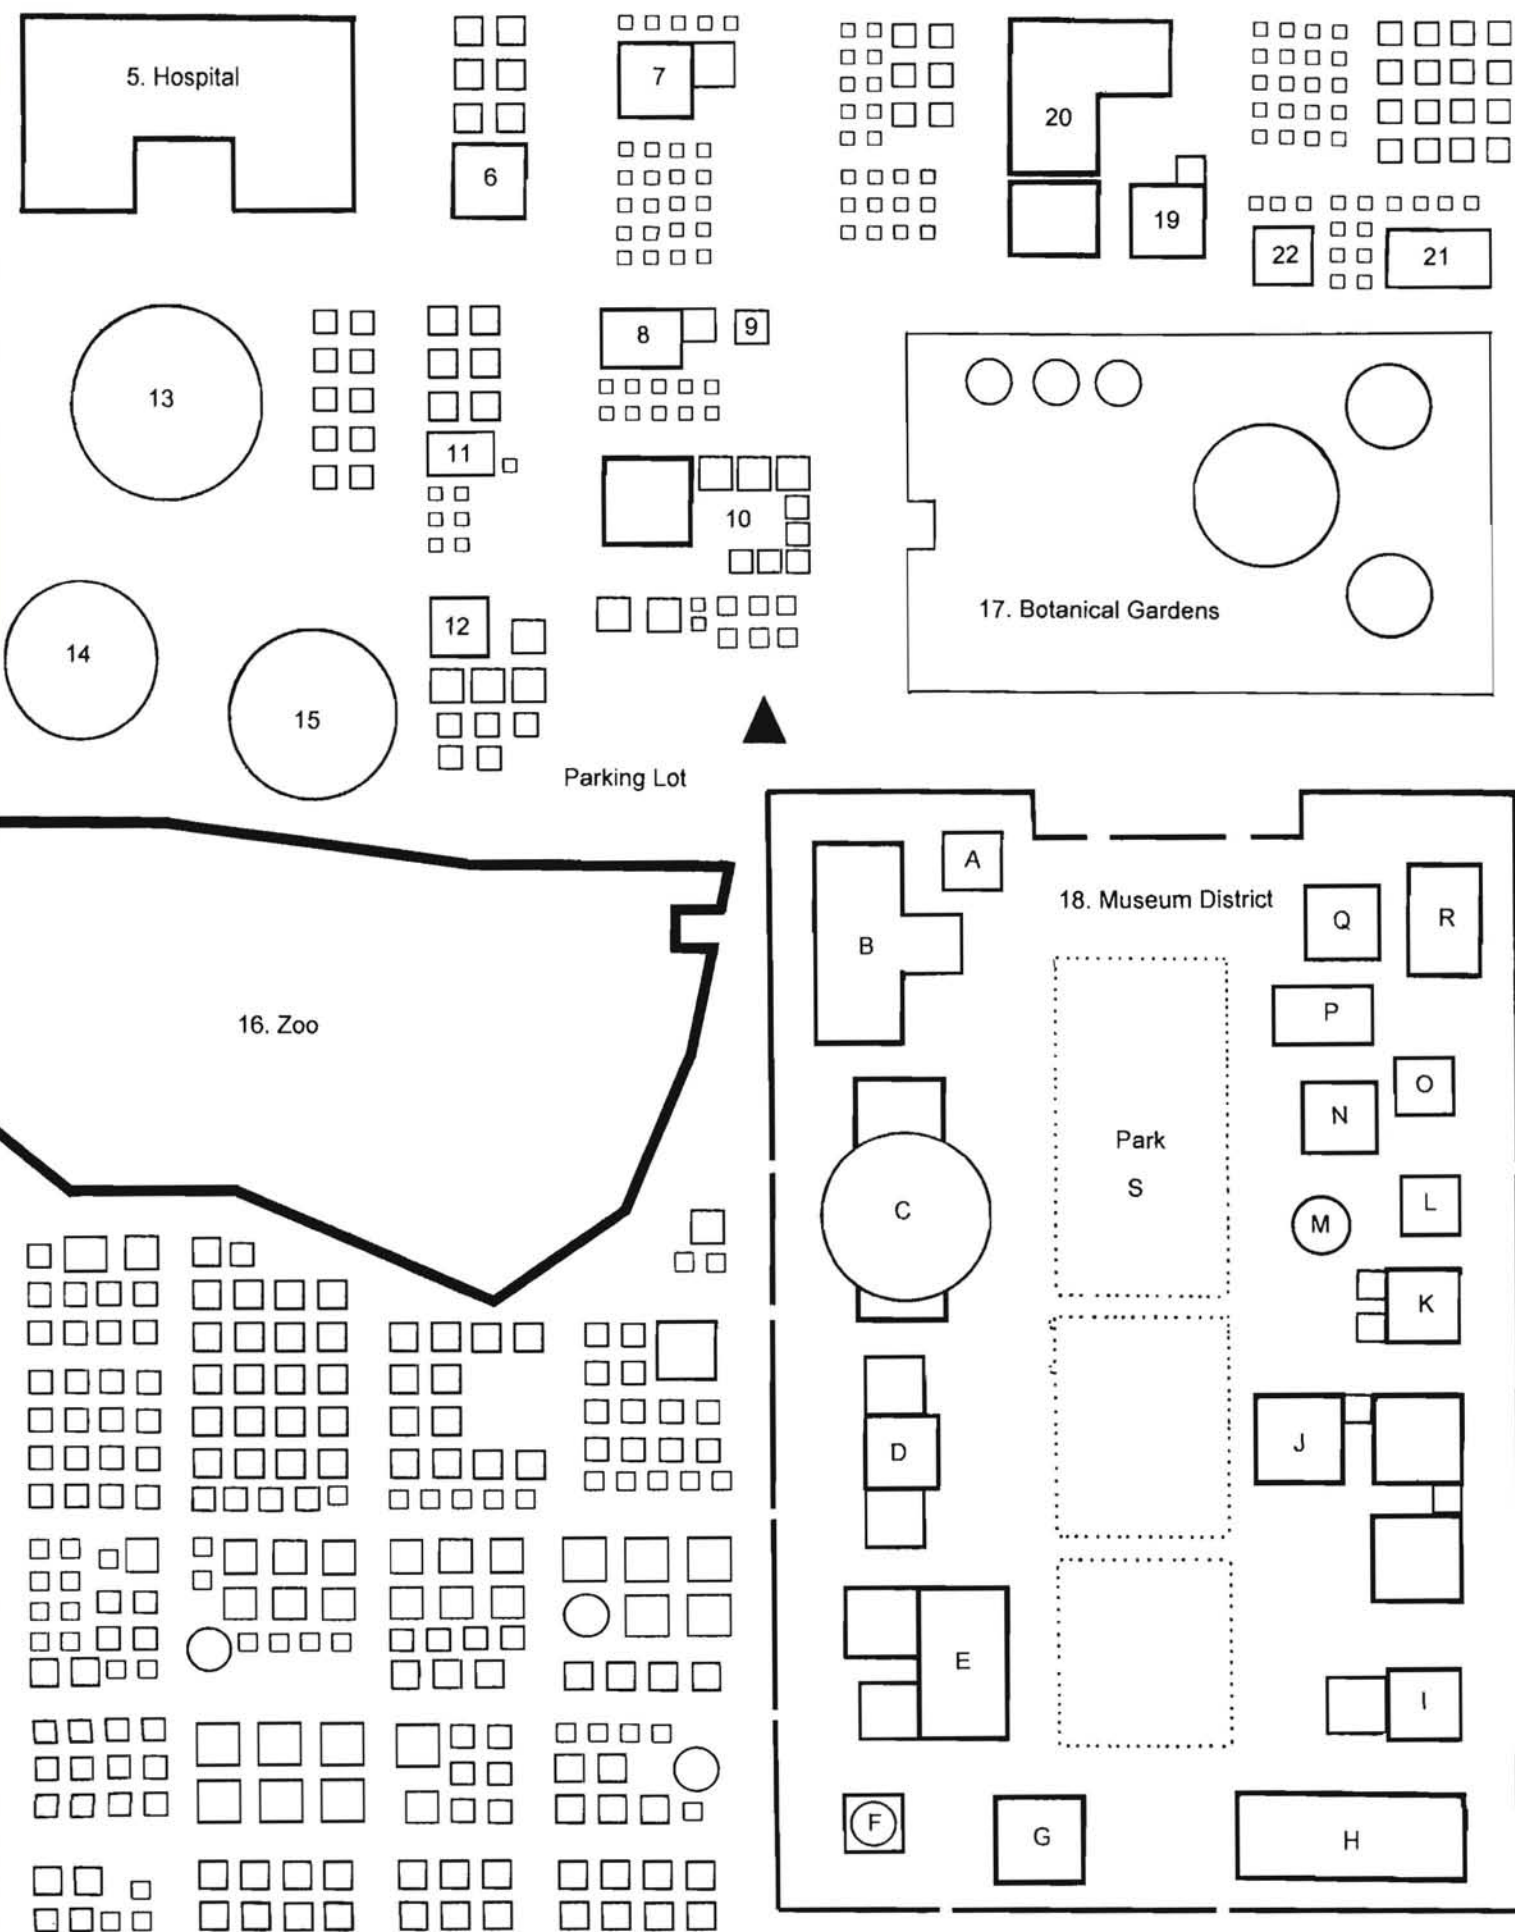 5. Hospital
6
7
20
19
22
21
13
8
9
11
10
12
14
15
17. Botanical Gardens
Parking Lot
A
18. Museum District
B
Q
R
P
16. Zoo
O
N
Park
S
C
M
L
K
D
J
E
I
F
G
H